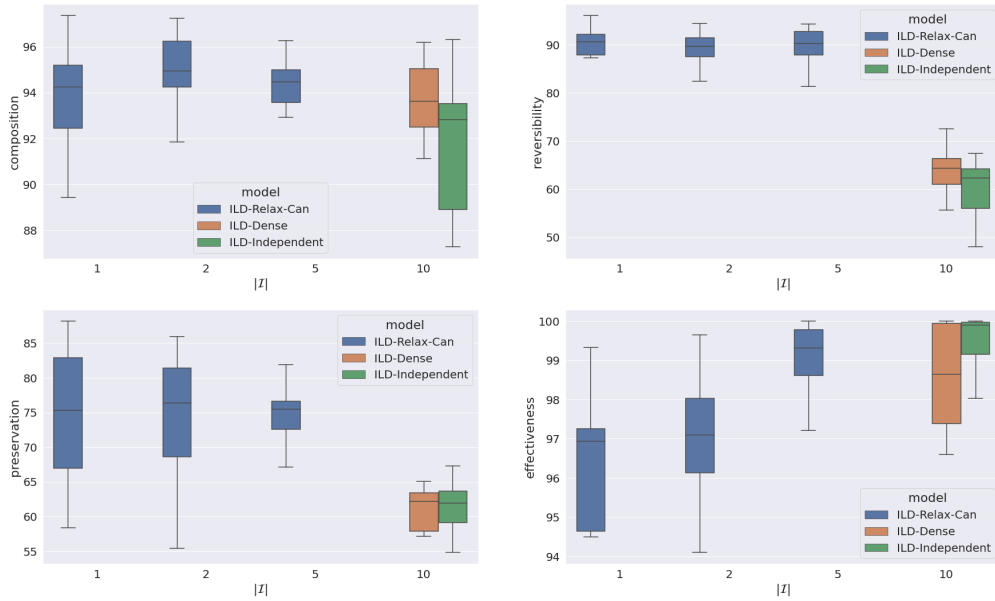 96
94
92
90
88
composition
model
ILD-Relax-Can
ILD-Dense
ILD-Independent
1 2 5 10
|I|
90
80
70
60
50
reversibility
model
ILD-Relax-Can
ILD-Dense
ILD-Independent
1 2 5 10
|I|
85
80
75
70
65
60
55
preservation
model
ILD-Relax-Can
ILD-Dense
ILD-Independent
1 2 5 10
|I|
100
99
98
97
96
95
94
effectiveness
model
ILD-Relax-Can
ILD-Dense
ILD-Independent
1 2 5 10
|I|